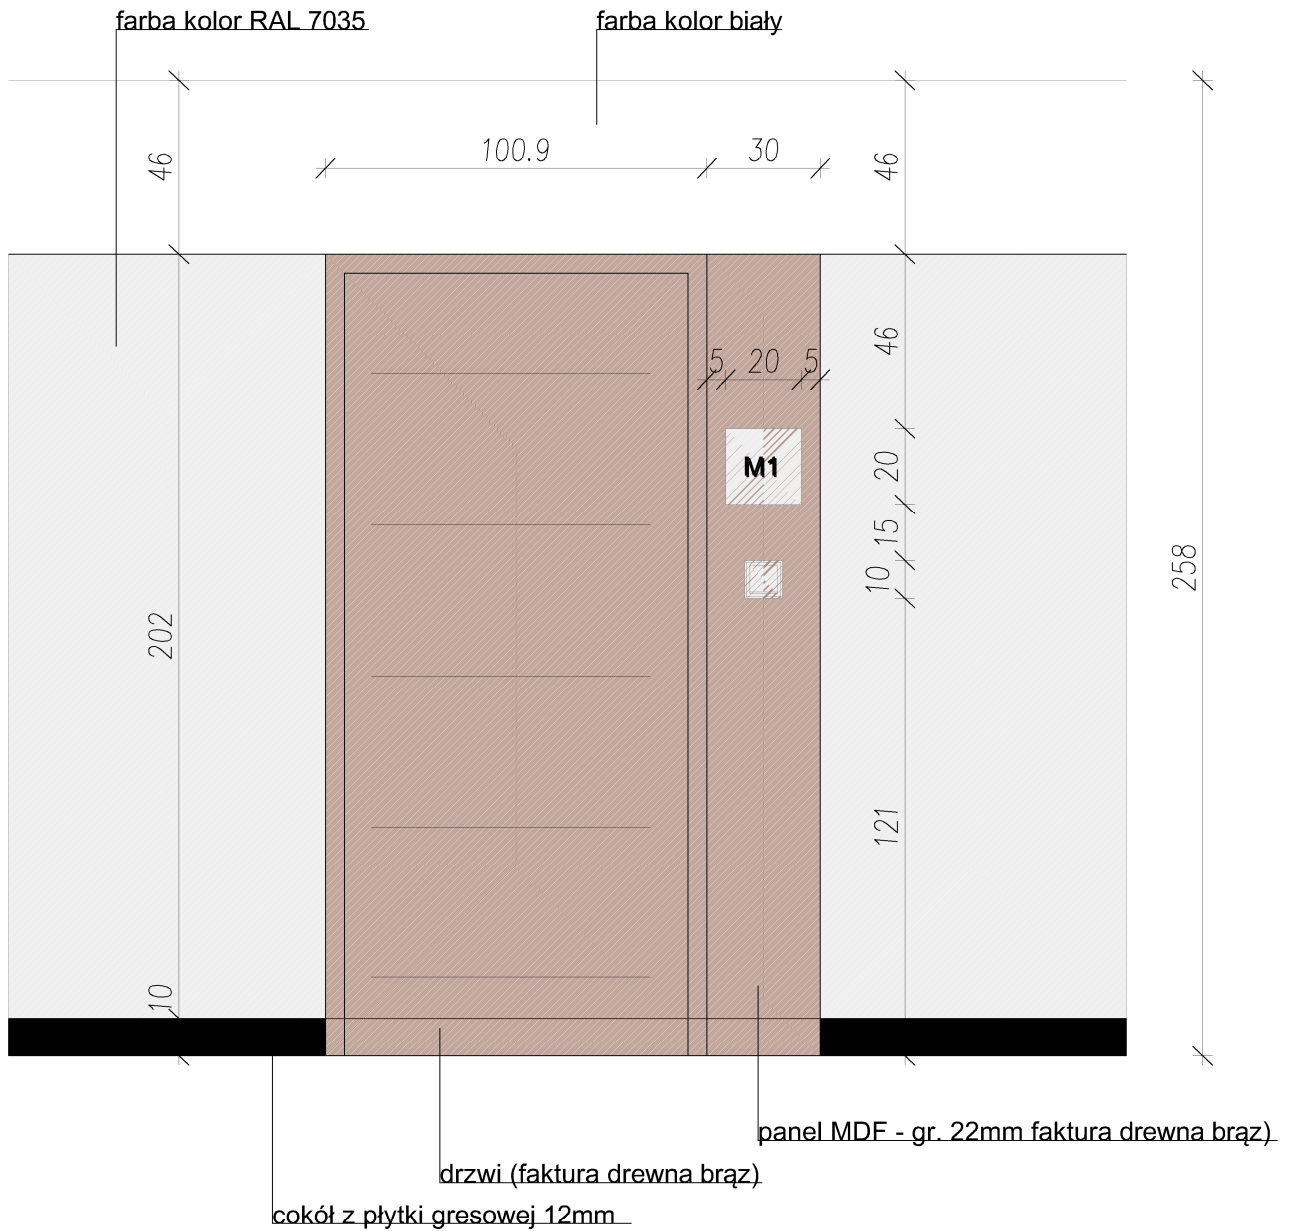 farba kolor RAL 7035
farba kolor biały
46
100.9
30
46
46
5
20
5
M1
20
15
10
258
202
121
10
panel MDF - gr. 22mm faktura drewna brąz)
drzwi (faktura drewna brąz)
cokół z płytki gresowej 12mm